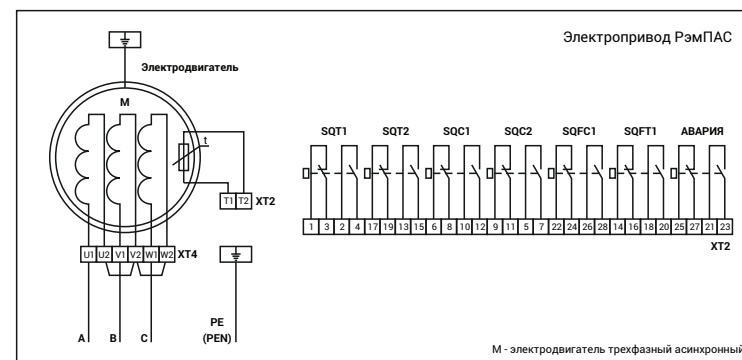 Электропривод РэмПАС
Электродвигатель
M
t
T1 T2 XT2
U1 U2 V1 V2 W1 W2 XT4
A B C
PE
(PEN)
SQT1 SQT2 SQC1 SQC2 SQFC1 SQFT1 АВАРИЯ
1 3 2 4 17 19 13 15 6 8 10 12 9 11 5 7 22 24 26 28 14 16 18 20 25 27 21 23
XT2
М - электродвигатель трехфазный асинхронный